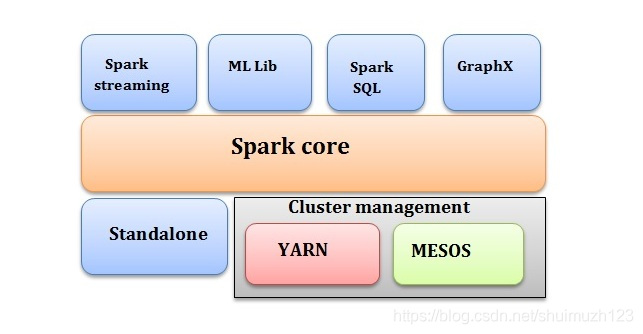 Spark
streaming
ML Lib
Spark
SQL
GraphX
Spark core
Standalone
Cluster management
YARN
MESOS
https://blog.csdn.net/shuimuzh123